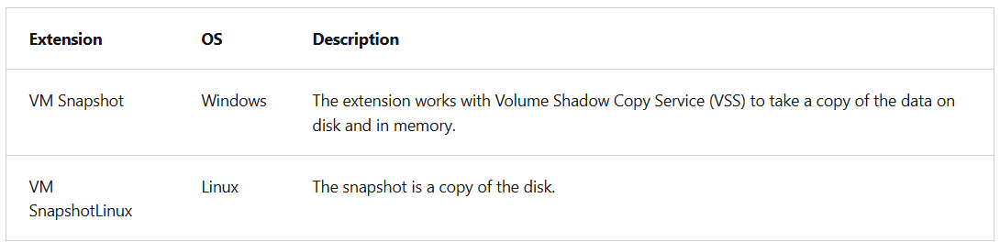 Extension OS Description
VM Snapshot Windows The extension works with Volume Shadow Copy Service (VSS) to take a copy of the data on
disk and in memory.
VM Linux The snapshot is a copy of the disk.
SnapshotLinux